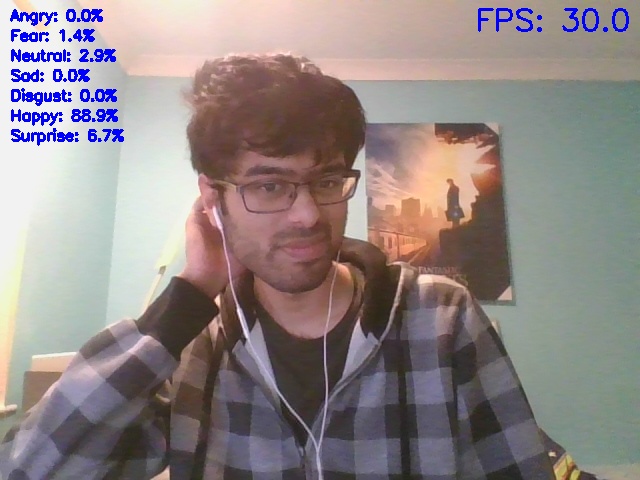 Angry: 0.0%
Fear: 1.4%
Neutral: 2.9%
Sad: 0.0%
Disgust: 0.0%
Happy: 88.9%
Surprise: 6.7%
FPS: 30.0
FANTASTIC